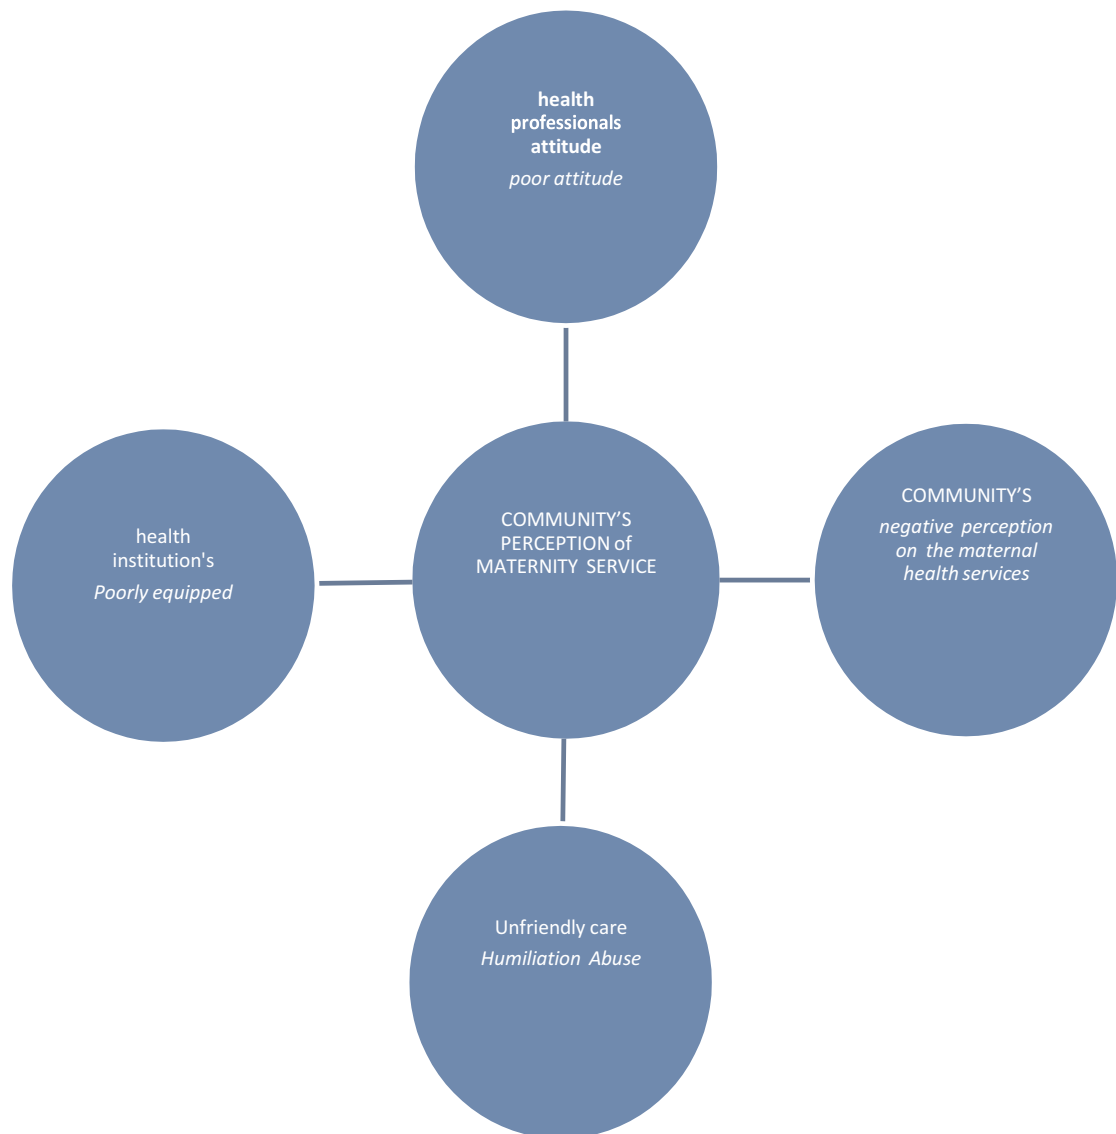 health
professionals
attitude
poor attitude
COMMUNITY’S
PERCEPTION of
MATERNITY SERVICE
COMMUNITY’S
negative perception
on the maternal
health services
health
institution's
Poorly equipped
Unfriendly care
Humiliation Abuse